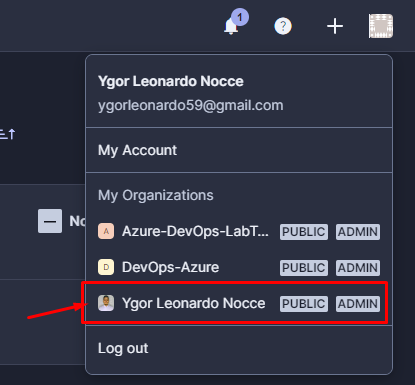 1
?
Ygor Leonardo Nocce
ygorleonardo59@gmail.com
My Account
My Organizations
A Azure-DevOps-LabT... PUBLIC ADMIN
No
D DevOps-Azure PUBLIC ADMIN
Ygor Leonardo Nocce PUBLIC ADMIN
Log out